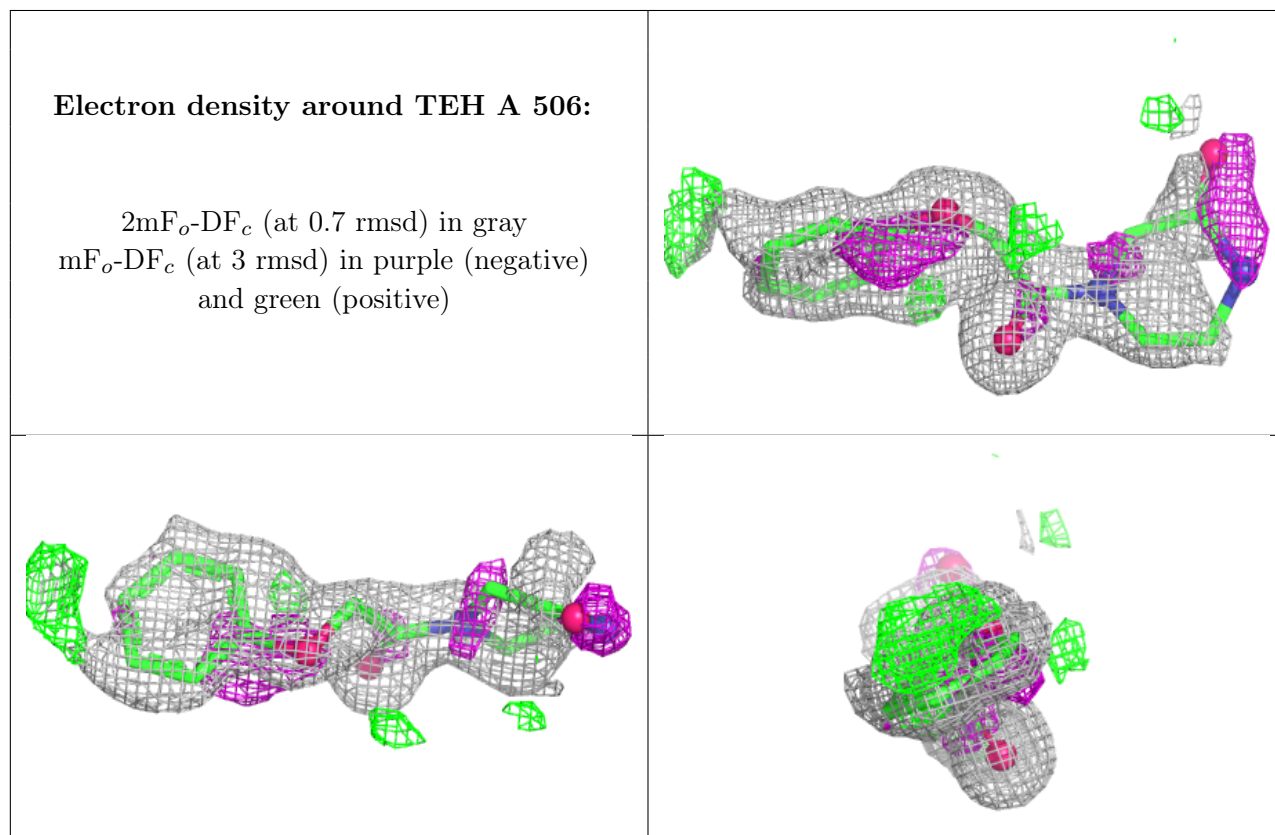 Electron density around TEH A 506:
2mFo-DFc (at 0.7 rmsd) in gray
mFo-DFc (at 3 rmsd) in purple (negative)
and green (positive)